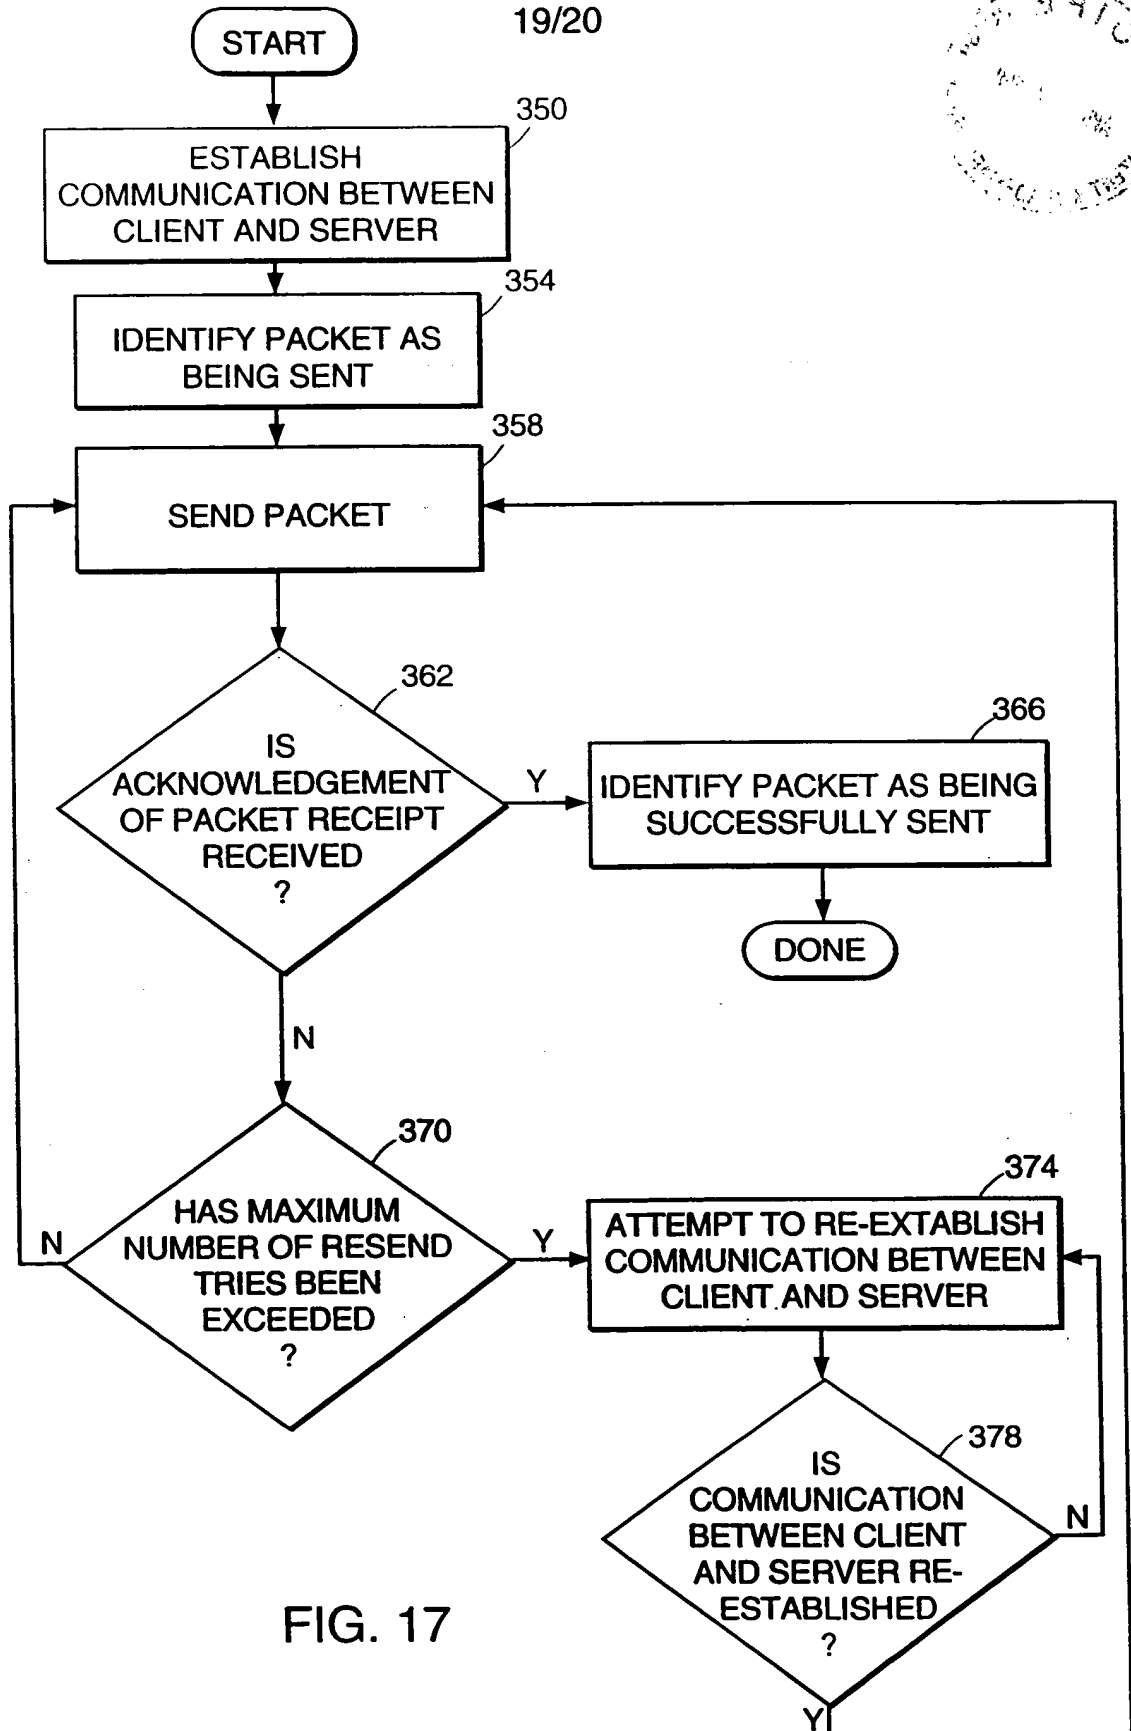 19/20
START
350
ESTABLISH
COMMUNICATION BETWEEN
CLIENT AND SERVER
354
IDENTIFY PACKET AS
BEING SENT
358
SEND PACKET
362
IS
ACKNOWLEDGEMENT
OF PACKET RECEIPT
RECEIVED
?
Y
366
IDENTIFY PACKET AS BEING
SUCCESSFULLY SENT
DONE
N
370
HAS MAXIMUM
NUMBER OF RESEND
TRIES BEEN
EXCEEDED
?
N
Y
374
ATTEMPT TO RE-EXTABLISH
COMMUNICATION BETWEEN
CLIENT AND SERVER
378
IS
COMMUNICATION
BETWEEN CLIENT
AND SERVER RE-
ESTABLISHED
?
N
Y
FIG. 17